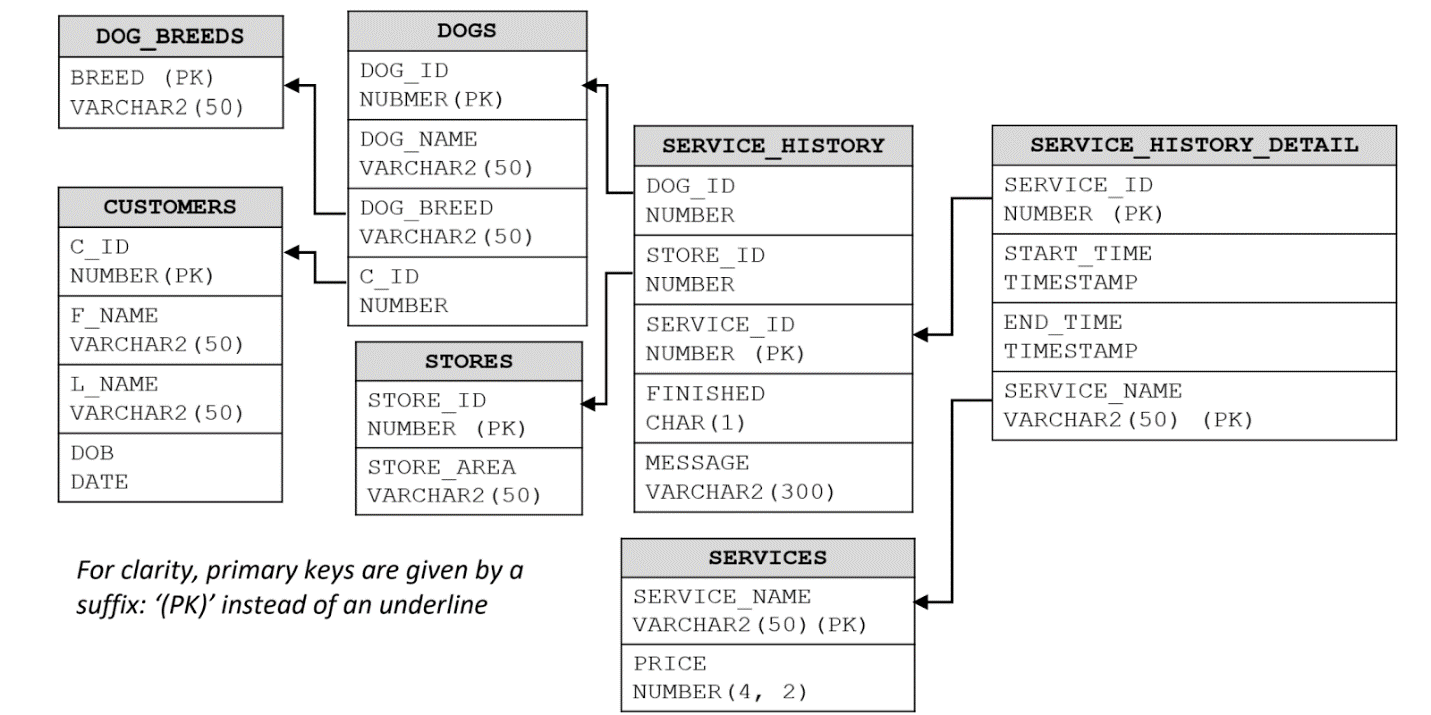 DOG_BREEDS
BREED (PK)
VARCHAR2(50)
CUSTOMERS
C_ID
NUMBER(PK)
F_NAME
VARCHAR2(50)
L_NAME
VARCHAR2(50)
DOB
DATE
DOGS
DOG_ID
NUBMER(PK)
DOG_NAME
VARCHAR2(50)
DOG_BREED
VARCHAR2(50)
C_ID
NUMBER
STORES
STORE_ID
NUMBER (PK)
STORE_AREA
VARCHAR2(50)
SERVICE_HISTORY
DOG_ID
NUMBER
STORE_ID
NUMBER
SERVICE_ID
NUMBER (PK)
FINISHED
CHAR(1)
MESSAGE
VARCHAR2(300)
SERVICE_HISTORY_DETAIL
SERVICE_ID
NUMBER (PK)
START_TIME
TIMESTAMP
END_TIME
TIMESTAMP
SERVICE_NAME
VARCHAR2(50) (PK)
SERVICES
SERVICE_NAME
VARCHAR2(50)(PK)
PRICE
NUMBER(4, 2)
For clarity, primary keys are given by a
suffix: ‘(PK)’ instead of an underline